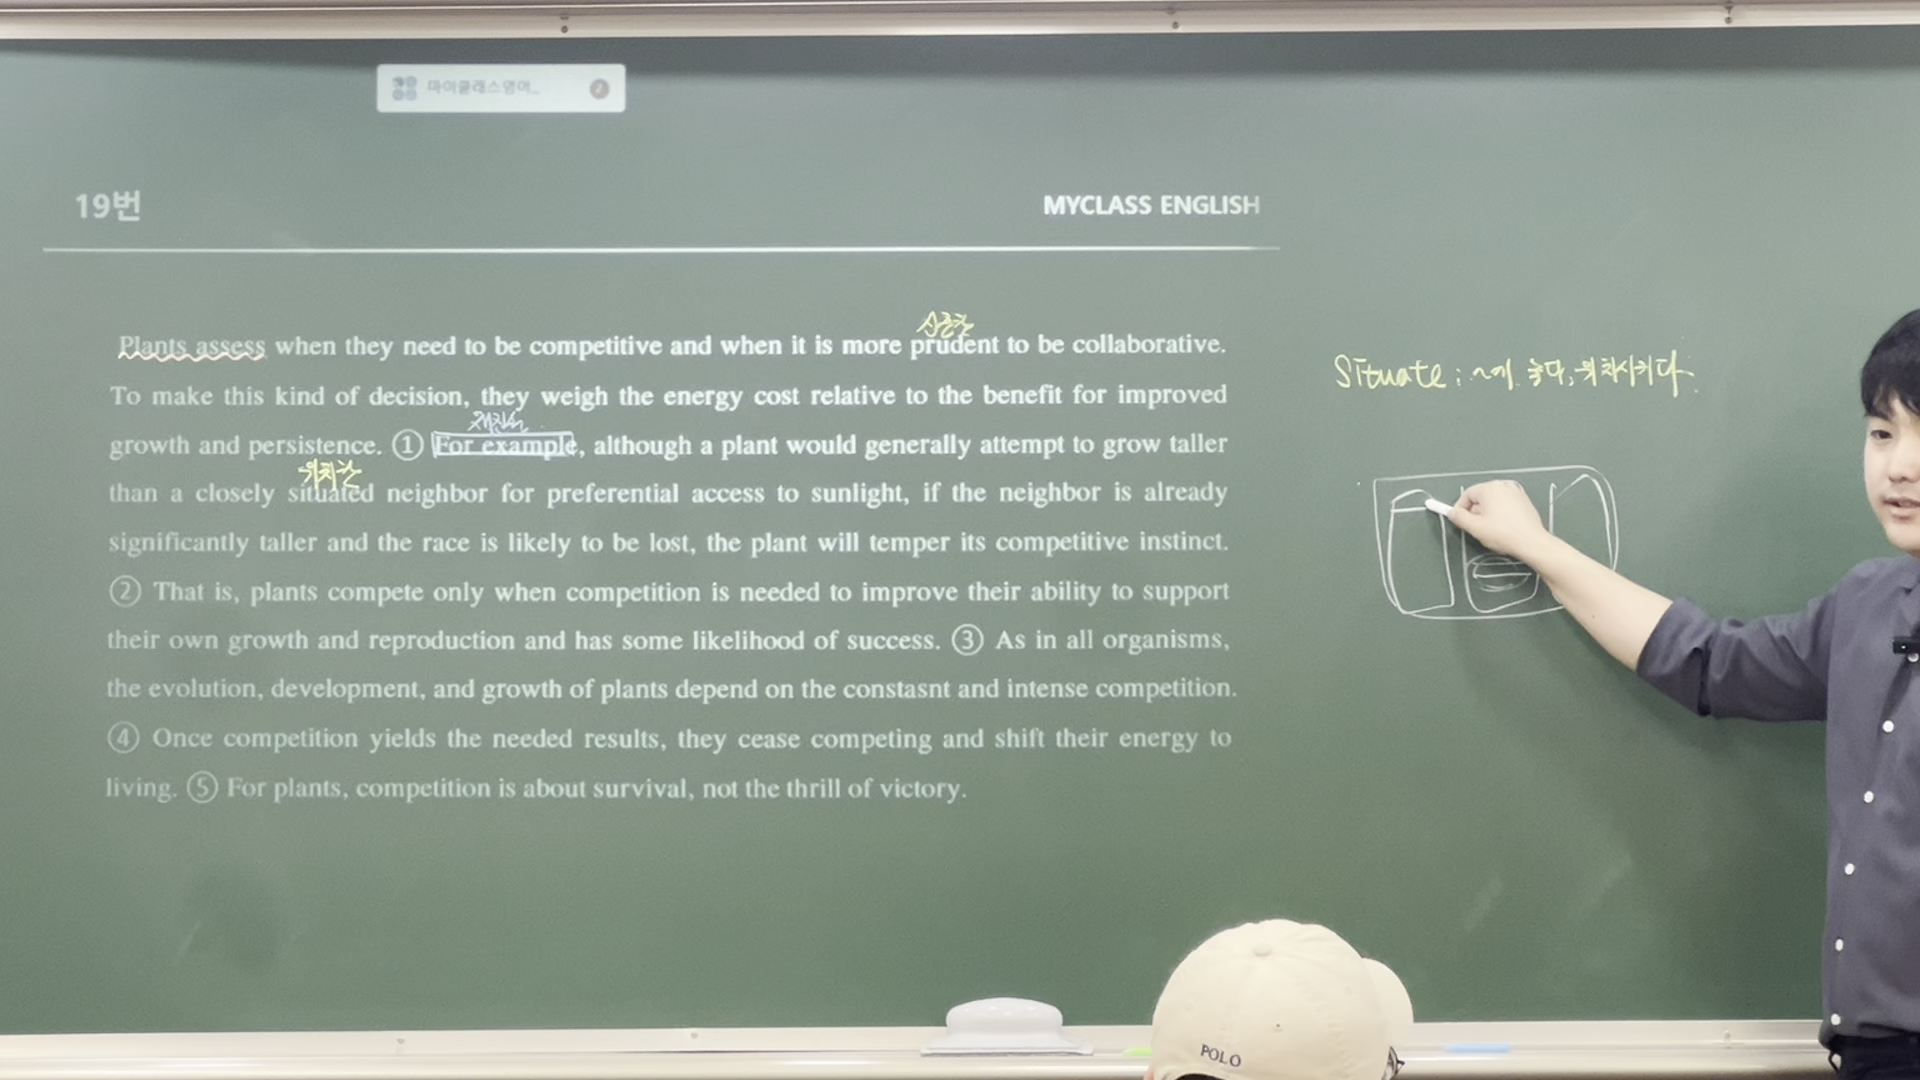 마이클래스영어_
19번
MYCLASS ENGLISH
신중한
Plants assess when they need to be competitive and when it is more prudent to be collaborative.
To make this kind of decision, they weigh the energy cost relative to the benefit for improved
growth and persistence. ① For example, although a plant would generally attempt to grow taller
위치한
than a closely situated neighbor for preferential access to sunlight, if the neighbor is already
significantly taller and the race is likely to be lost, the plant will temper its competitive instinct.
② That is, plants compete only when competition is needed to improve their ability to support
their own growth and reproduction and has some likelihood of success. ③ As in all organisms,
the evolution, development, and growth of plants depend on the constasnt and intense competition.
④ Once competition yields the needed results, they cease competing and shift their energy to
living. ⑤ For plants, competition is about survival, not the thrill of victory.
Situate : ~에 놓다, 위치시키다
POLO